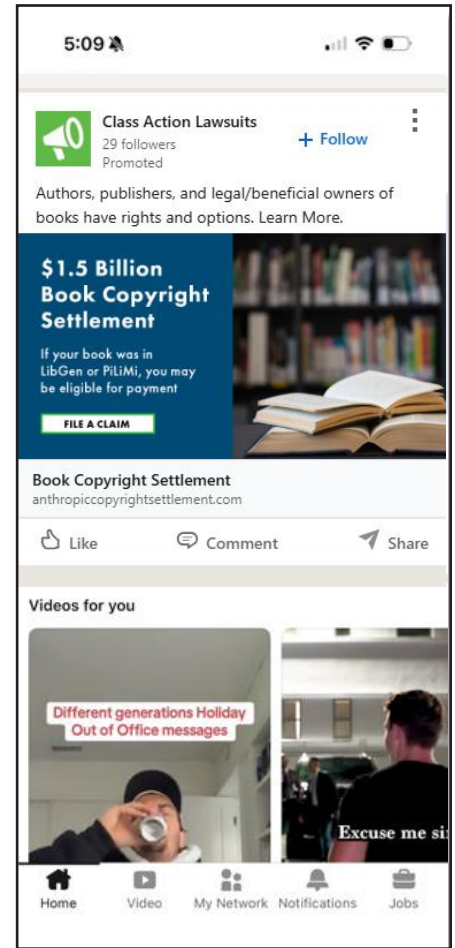 5:09
Class Action Lawsuits
29 followers
+ Follow
Promoted
Authors, publishers, and legal/beneficial owners of
books have rights and options. Learn More.
$1.5 Billion
Book Copyright
Settlement
If your book was in
LibGen or PiLiMi, you may
be eligible for payment
FILE A CLAIM
Book Copyright Settlement
anthropiccopyrightsettlement.com
Like Comment Share
Videos for you
Different generations Holiday
Out of Office messages
Excuse me si
Home Video My Network Notifications Jobs